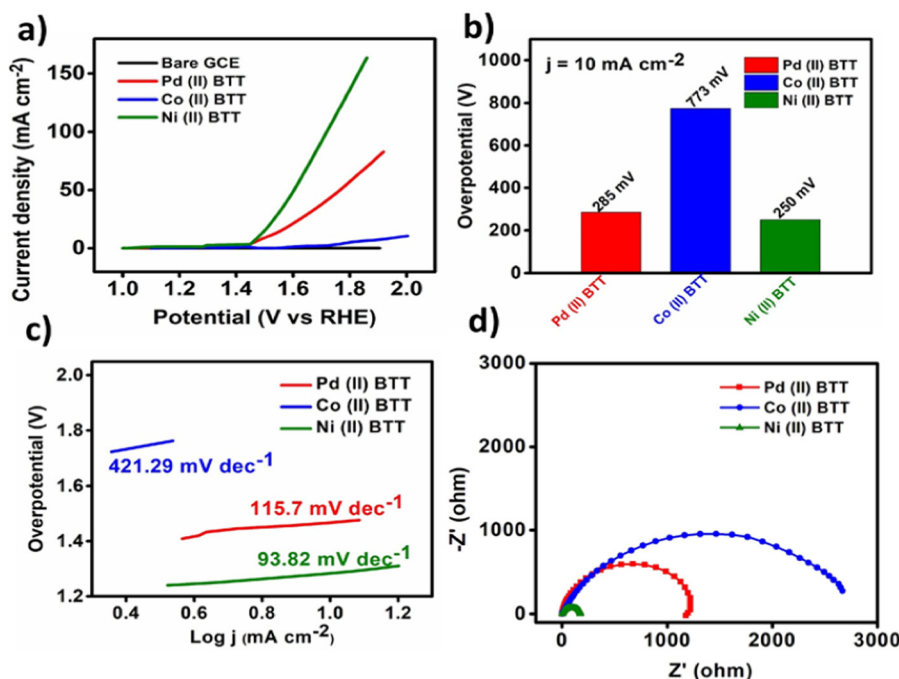 a)
Bare GCE
Pd (II) BTT
Co (II) BTT
Ni (II) BTT
Current density (mA cm-2)
150
100
50
0
1.0 1.2 1.4 1.6 1.8 2.0
Potential (V vs RHE)
b)
j = 10 mA cm-2
Pd (II) BTT
Co (II) BTT
Ni (II) BTT
Overpotential (V)
1000
800
600
400
200
0
285 mV
773 mV
250 mV
Pd (II) BTT
Co (II) BTT
Ni (II) BTT
c)
Pd (II) BTT
Co (II) BTT
Ni (II) BTT
Overpotential (V)
2.0
1.8
1.6
1.4
1.2
421.29 mV dec-1
115.7 mV dec-1
93.82 mV dec-1
0.4 0.6 0.8 1.0 1.2
Log j (mA cm-2)
d)
Pd (II) BTT
Co (II) BTT
Ni (II) BTT
-Z' (ohm)
3000
2000
1000
0
0 1000 2000 3000
Z' (ohm)